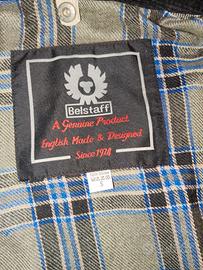 Belstaff
A Genuine Product
English Made & Designed
Since 1924
S